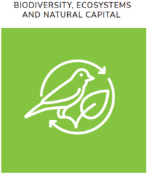 BIODIVERSITY, ECOSYSTEMS
AND NATURAL CAPITAL